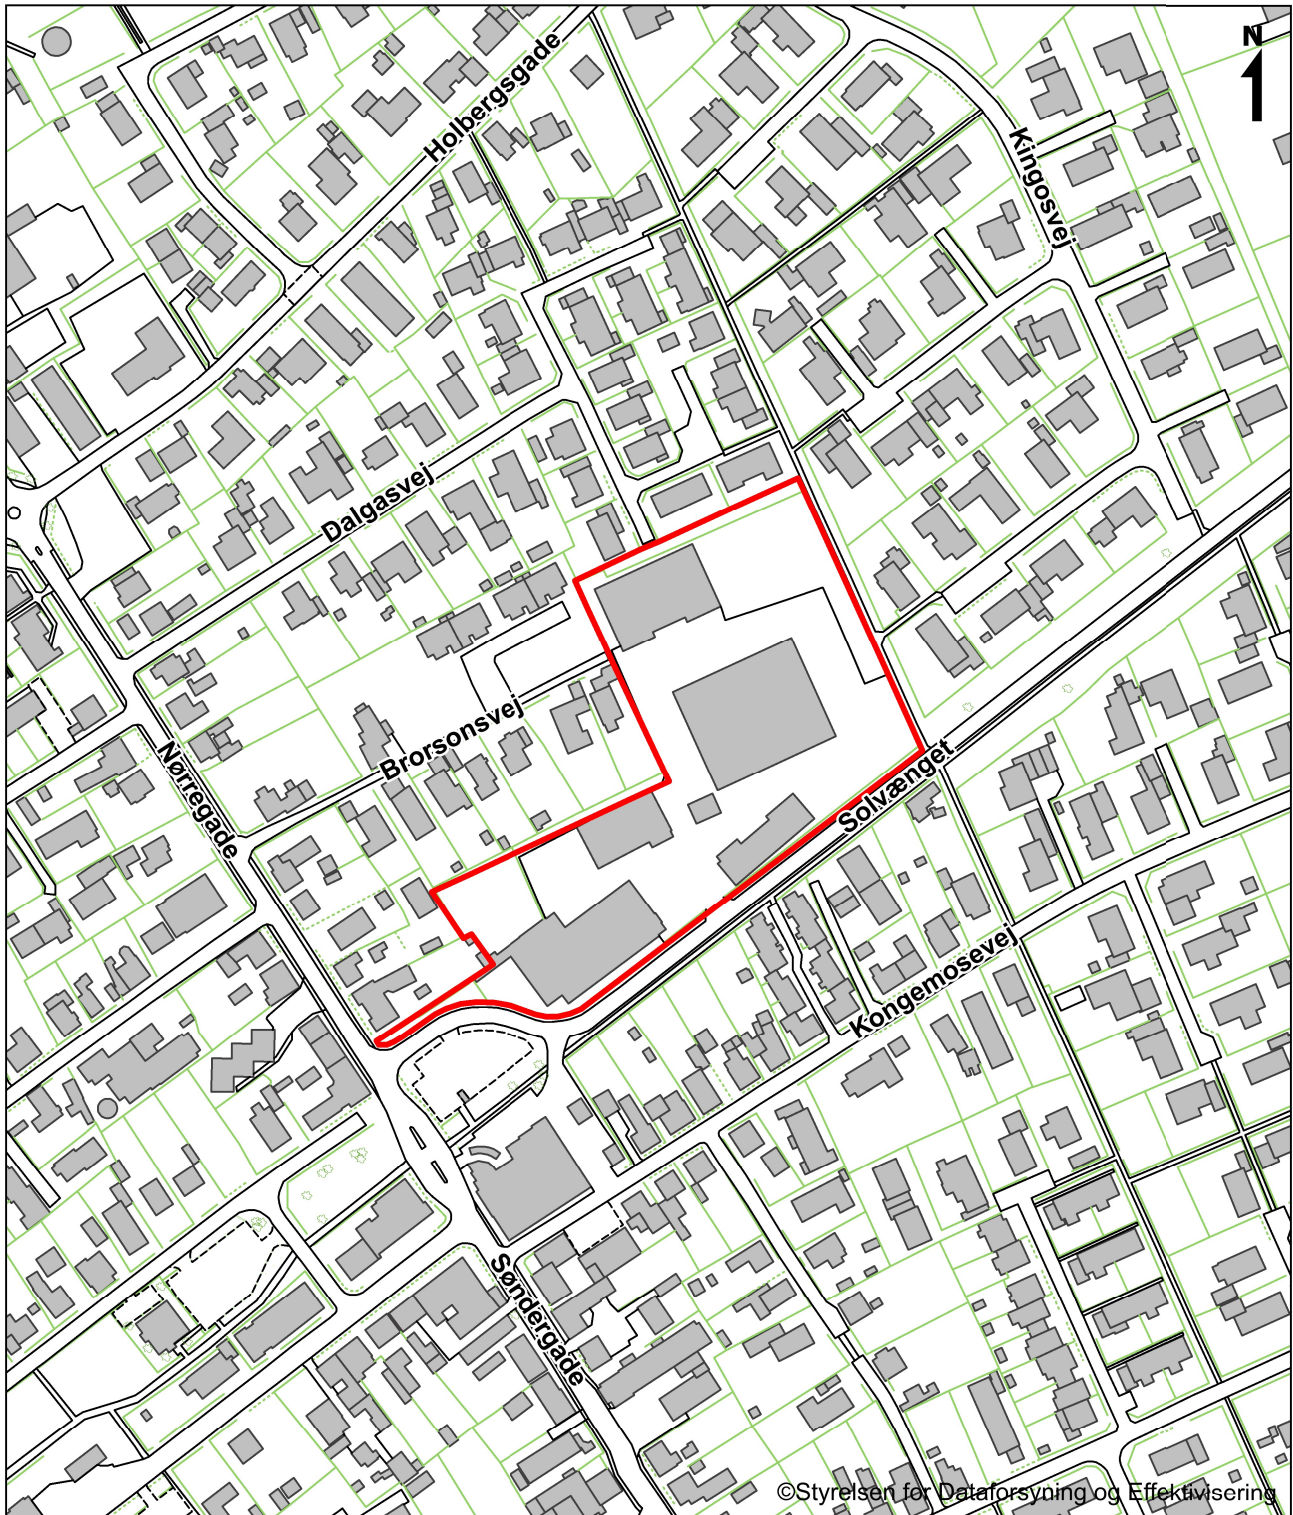 N
Holbergsgade
Kingosvej
Dalgasvej
Brorsonsvej
Nørregade
Solvænget
Kongemosevej
Søndergade
©Styrelsen for Dataforsyning og Effektivisering